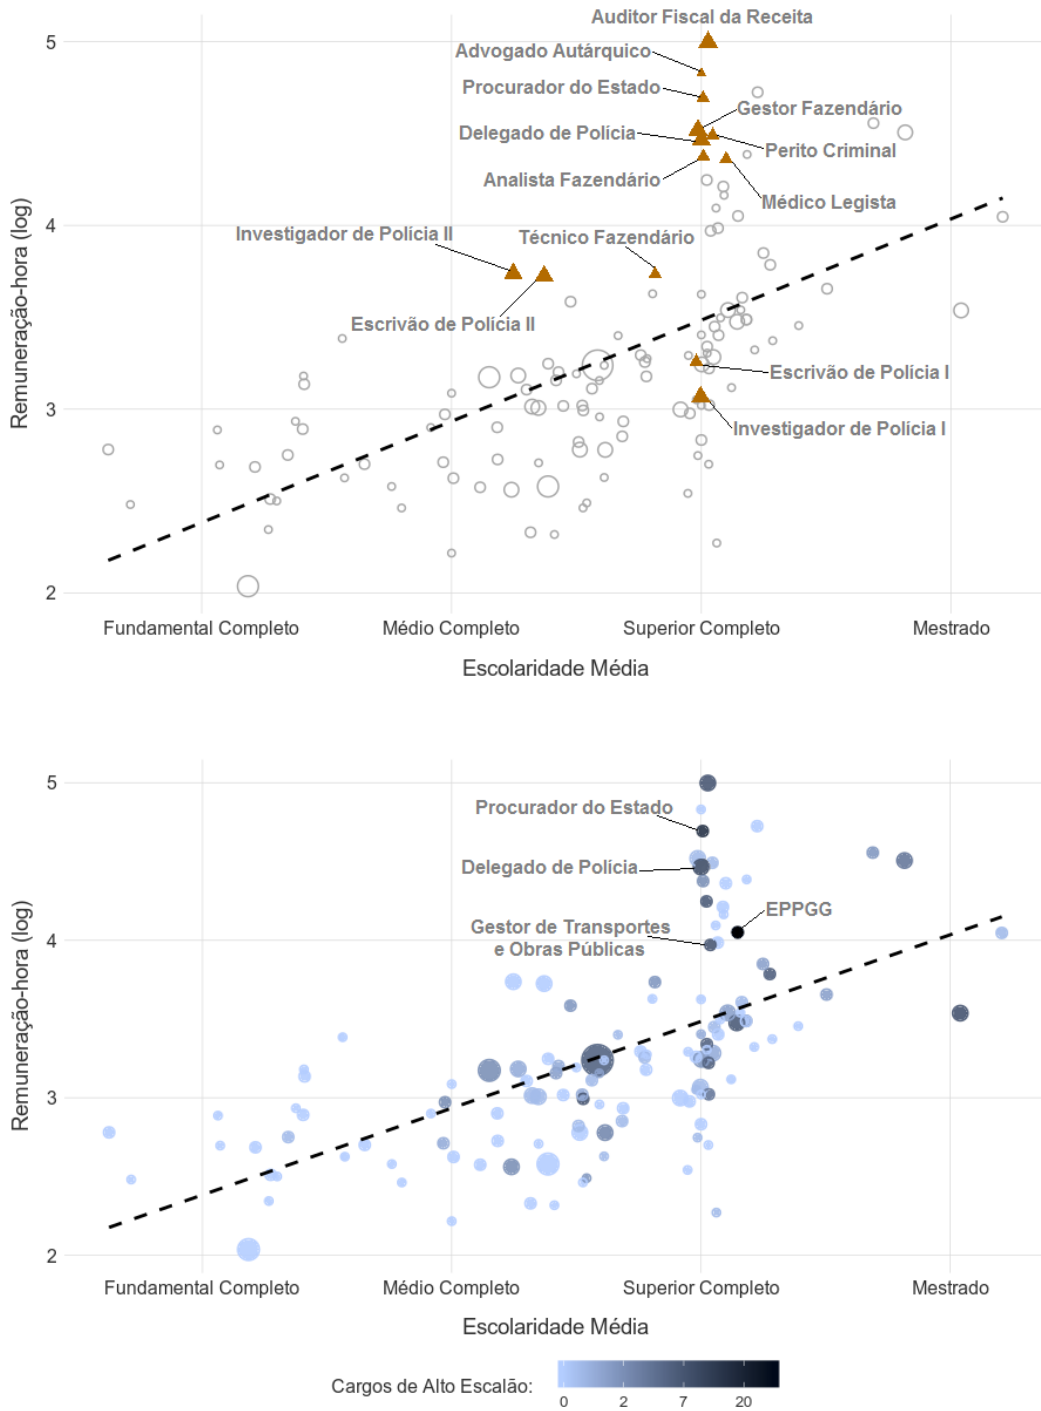 Auditor Fiscal da Receita
5
Advogado Autárquico
Procurador do Estado
Gestor Fazendário
Delegado de Polícia
Perito Criminal
Analista Fazendário
Médico Legista
4
Investigador de Polícia II
Técnico Fazendário
Escrivão de Polícia II
Escrivão de Polícia I
3
Investigador de Polícia I
2
Remuneração-hora (log)
Fundamental Completo
Médio Completo
Superior Completo
Mestrado
Escolaridade Média
5
Procurador do Estado
Delegado de Polícia
EPPGG
Gestor de Transportes
e Obras Públicas
4
3
2
Remuneração-hora (log)
Fundamental Completo
Médio Completo
Superior Completo
Mestrado
Escolaridade Média
Cargos de Alto Escalão:
0 2 7 20